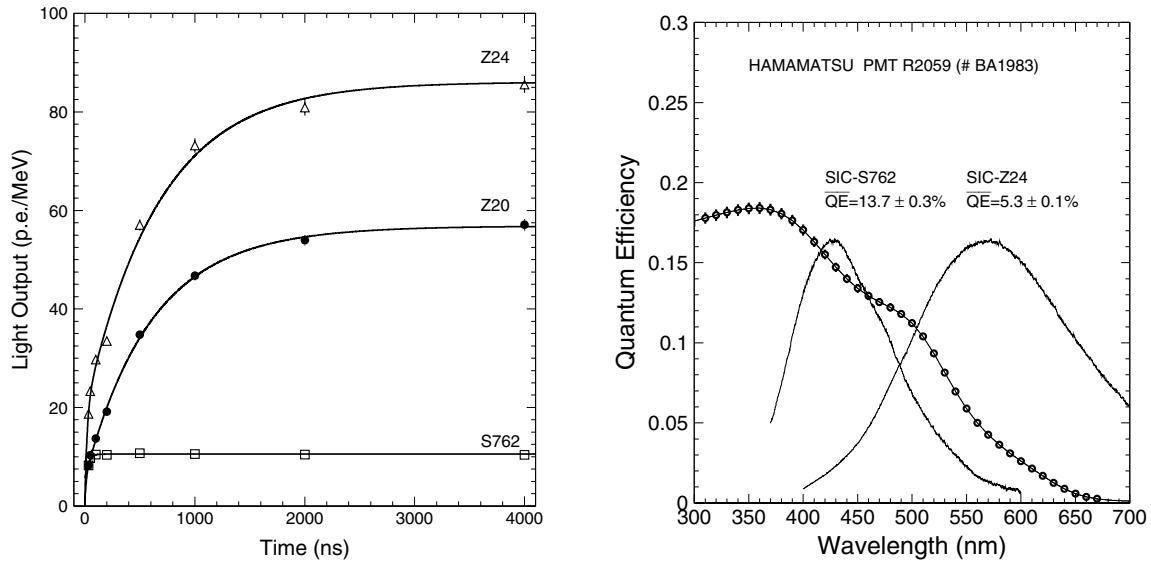 100
80
60
40
20
0
0
1000
2000
3000
4000
Light Output (p.e./MeV)
Time (ns)
Z24
Z20
S762
0.3
0.25
0.2
0.15
0.1
0.05
0
300
350
400
450
500
550
600
650
700
Quantum Efficiency
Wavelength (nm)
HAMAMATSU PMT R2059 (# BA1983)
SIC-S762
QE=13.7 ± 0.3%
SIC-Z24
QE=5.3 ± 0.1%